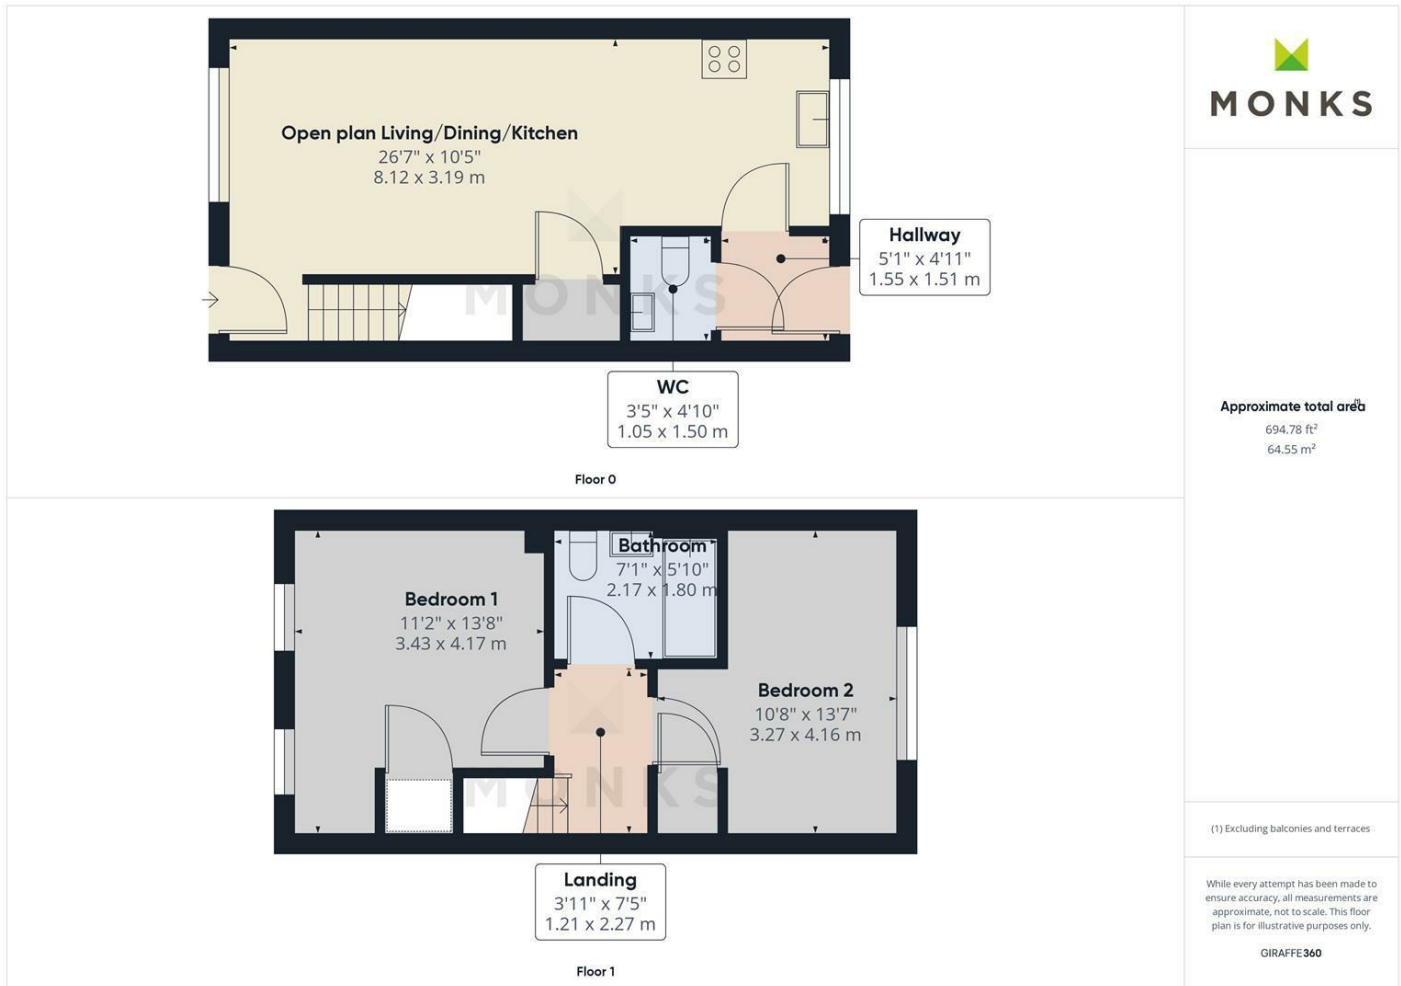 Open plan Living/Dining/Kitchen
26'7" x 10'5"
8.12 x 3.19 m
Hallway
5'1" x 4'11"
1.55 x 1.51 m
MONKS
WC
3'5" x 4'10"
1.05 x 1.50 m
Floor 0
Bathroom
7'1" x 5'10"
2.17 x 1.80 m
Bedroom 1
11'2" x 13'8"
3.43 x 4.17 m
Bedroom 2
10'8" x 13'7"
3.27 x 4.16 m
MONKS
Landing
3'11" x 7'5"
1.21 x 2.27 m
Floor 1
MONKS
Approximate total area(1)
694.78 ft²
64.55 m²
(1) Excluding balconies and terraces
While every attempt has been made to
ensure accuracy, all measurements are
approximate, not to scale. This floor
plan is for illustrative purposes only.
GIRAFFE360